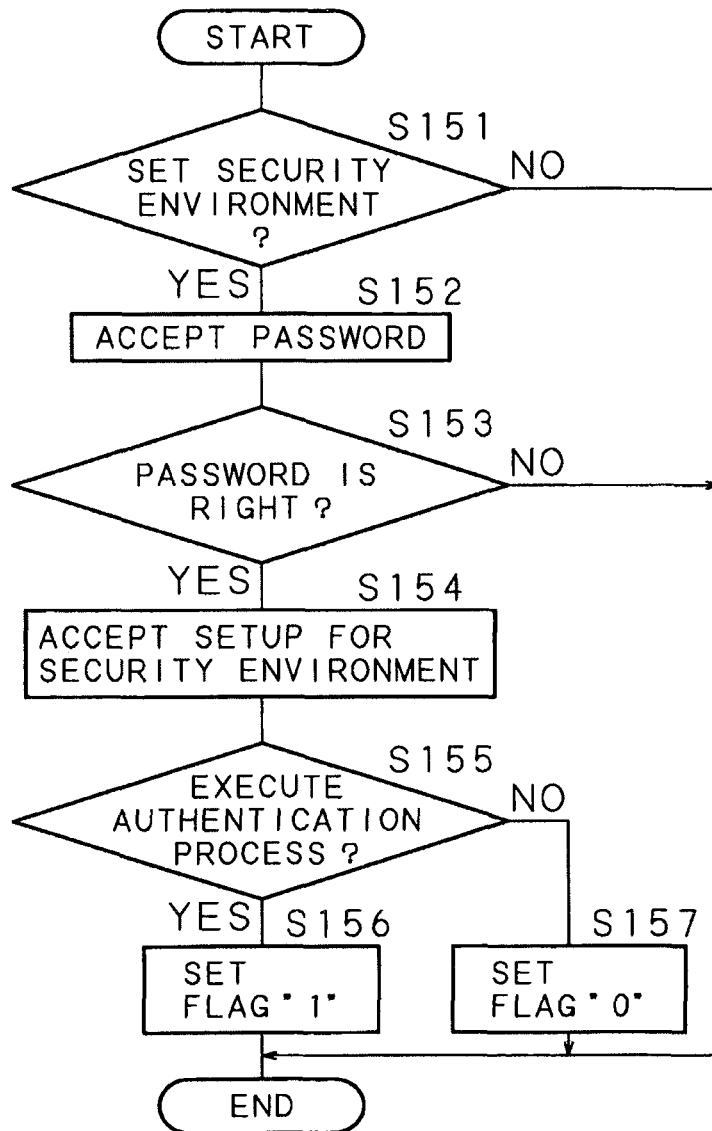 START
S151
SET SECURITY
ENVIRONMENT
?
NO
YES
S152
ACCEPT PASSWORD
S153
PASSWORD IS
RIGHT ?
NO
YES
S154
ACCEPT SETUP FOR
SECURITY ENVIRONMENT
S155
EXECUTE
AUTHENTICATION
PROCESS ?
NO
YES
S156
S157
SET
FLAG "1"
SET
FLAG "0"
END